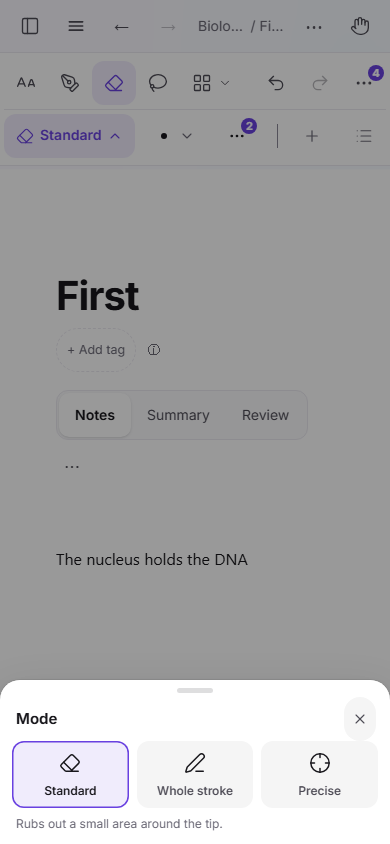 Biolo... / Fi...
AA
4
Standard
2
First
+ Add tag
Notes Summary Review
The nucleus holds the DNA
Mode
Standard Whole stroke Precise
Rubs out a small area around the tip.